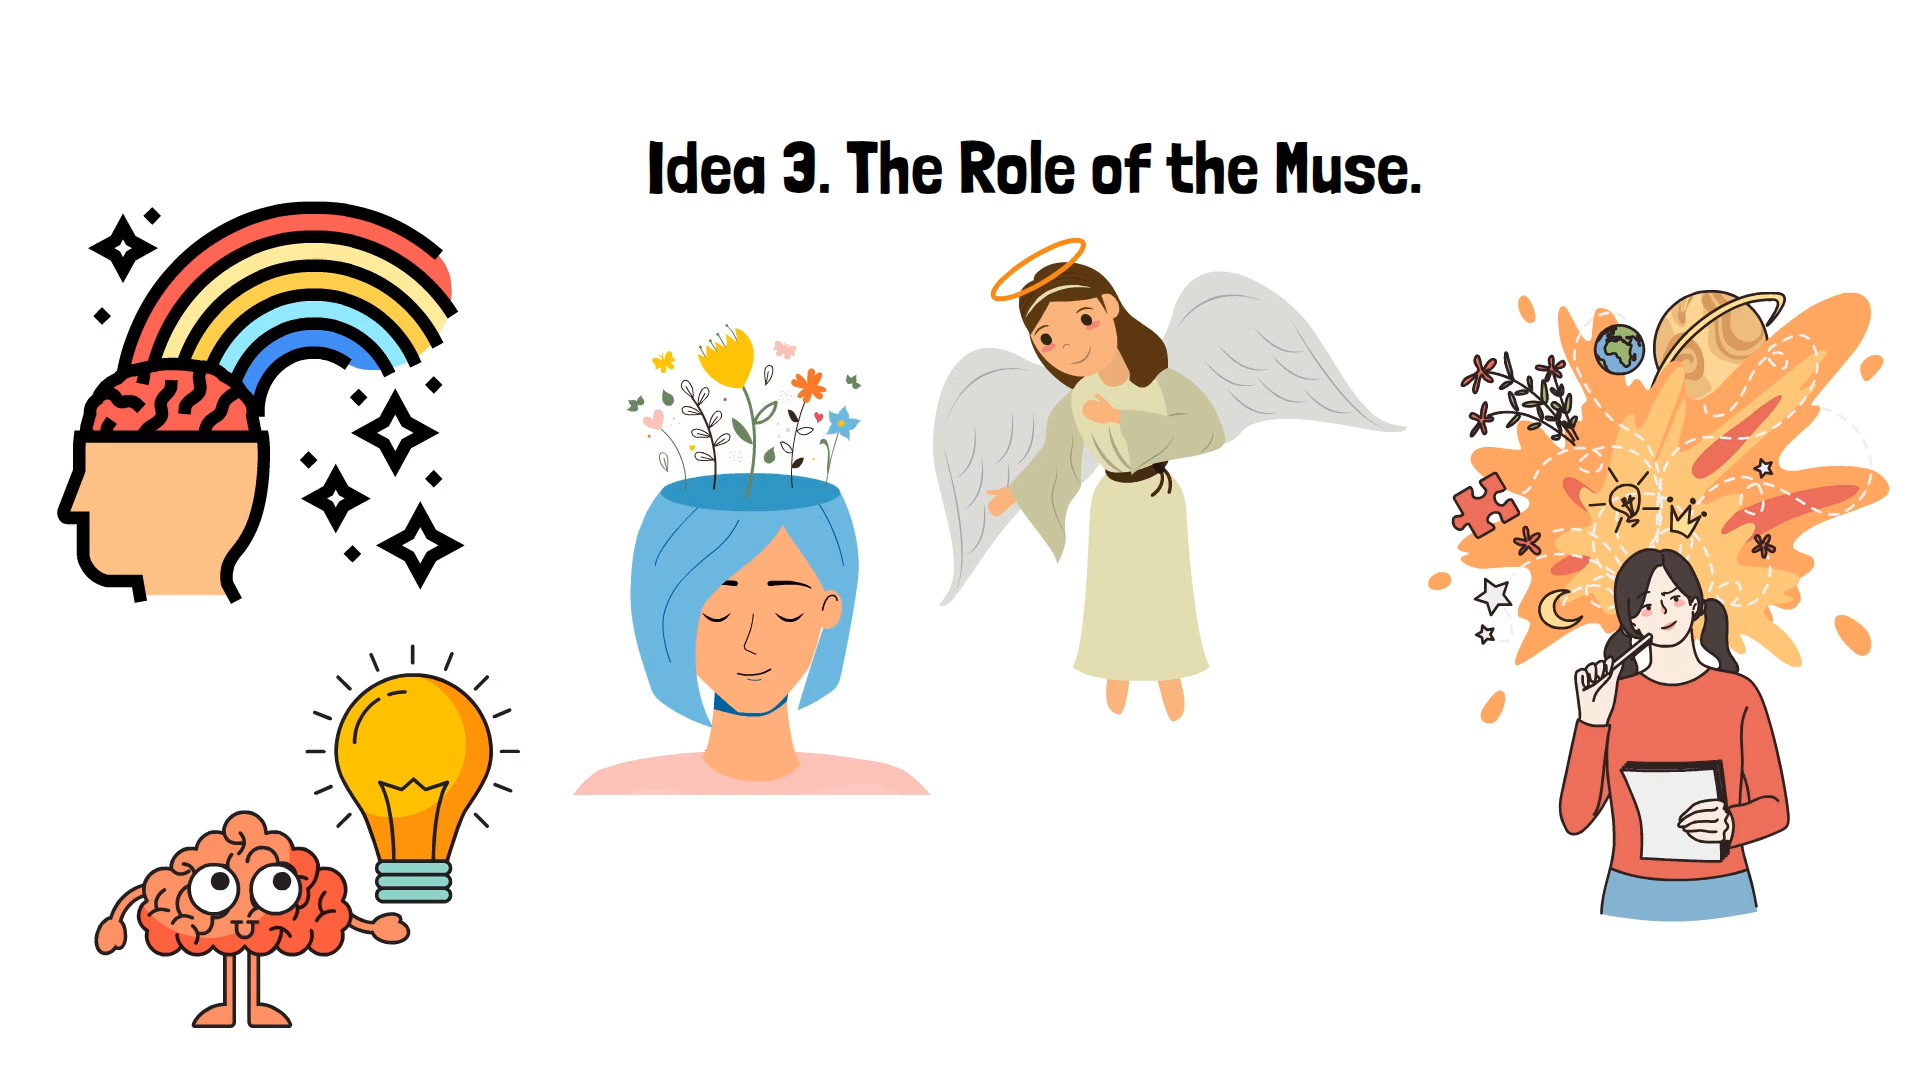 Idea 3. The Role of the Muse.